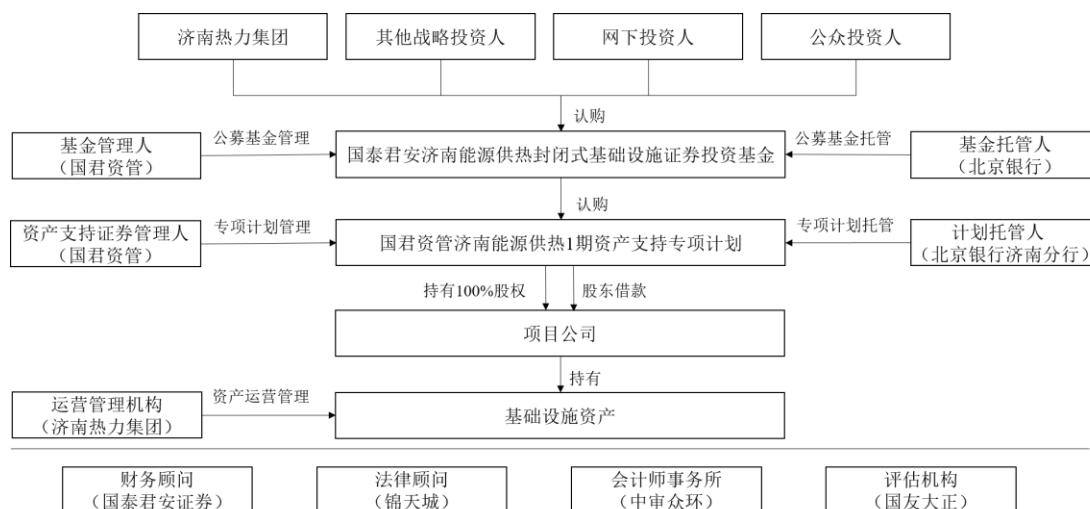 济南热力集团
其他战略投资人
网下投资人
公众投资人
认购
基金管理人
（国君资管）
公募基金管理
国泰君安济南能源供热封闭式基础设施证券投资基金
公募基金托管
基金托管人
（北京银行）
认购
资产支持证券管理人
（国君资管）
专项计划管理
国君资管济南能源供热1期资产支持专项计划
专项计划托管
计划托管人
（北京银行济南分行）
持有100%股权
股东借款
项目公司
持有
运营管理机构
（济南热力集团）
资产运营管理
基础设施资产
财务顾问
（国泰君安证券）
法律顾问
（锦天城）
会计师事务所
（中审众环）
评估机构
（国友大正）